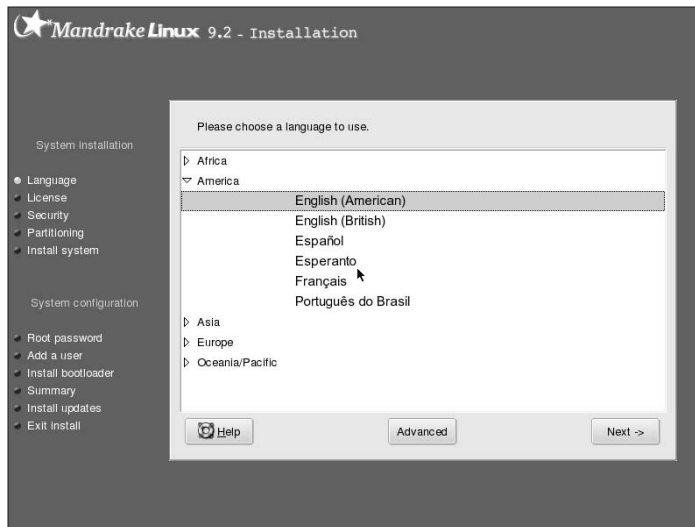 Mandrake Linux 9.2 - Installation
System installation
Language
License
Security
Partitioning
Install system
System configuration
Root password
Add a user
Install bootloader
Summary
Install updates
Exit install
Please choose a language to use.
Africa
America
English (American)
English (British)
Español
Esperanto
Français
Português do Brasil
Asia
Europe
Oceania/Pacific
Help
Advanced
Next ->